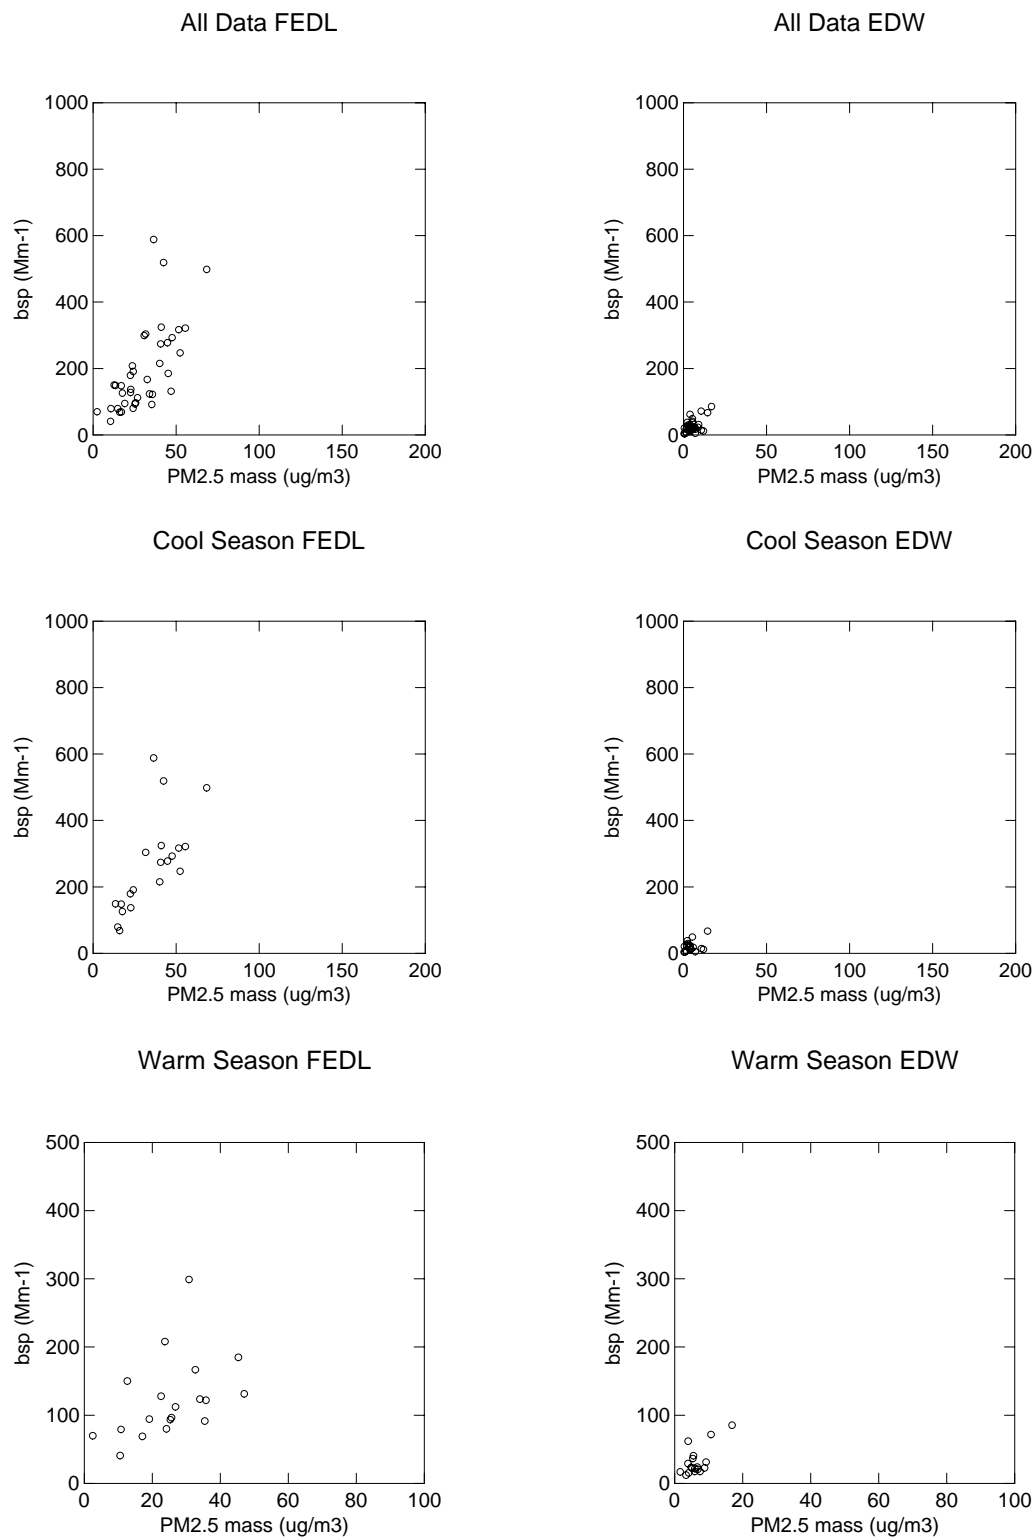 All Data FEDL
1000
800
600
400
200
0
bsp (Mm-1)
0 50 100 150 200
PM2.5 mass (ug/m3)
All Data EDW
1000
800
600
400
200
0
bsp (Mm-1)
0 50 100 150 200
PM2.5 mass (ug/m3)
Cool Season FEDL
1000
800
600
400
200
0
bsp (Mm-1)
0 50 100 150 200
PM2.5 mass (ug/m3)
Cool Season EDW
1000
800
600
400
200
0
bsp (Mm-1)
0 50 100 150 200
PM2.5 mass (ug/m3)
Warm Season FEDL
500
400
300
200
100
0
bsp (Mm-1)
0 20 40 60 80 100
PM2.5 mass (ug/m3)
Warm Season EDW
500
400
300
200
100
0
bsp (Mm-1)
0 20 40 60 80 100
PM2.5 mass (ug/m3)